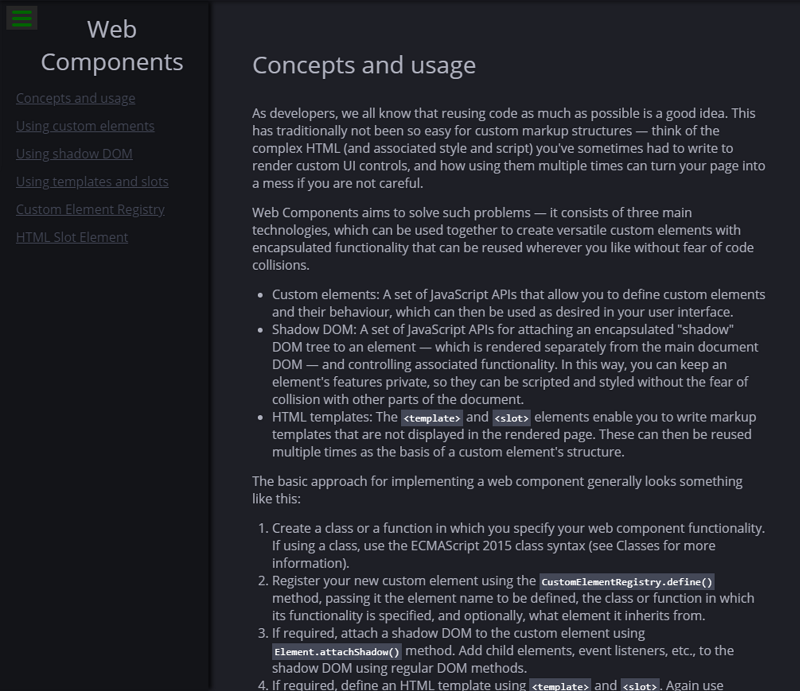 Web
Components
Concepts and usage
Using custom elements
Using shadow DOM
Using templates and slots
Custom Element Registry
HTML Slot Element
Concepts and usage
As developers, we all know that reusing code as much as possible is a good idea. This
has traditionally not been so easy for custom markup structures — think of the
complex HTML (and associated style and script) you've sometimes had to write to
render custom UI controls, and how using them multiple times can turn your page into
a mess if you are not careful.
Web Components aims to solve such problems — it consists of three main
technologies, which can be used together to create versatile custom elements with
encapsulated functionality that can be reused wherever you like without fear of code
collisions.
• Custom elements: A set of JavaScript APIs that allow you to define custom elements
and their behaviour, which can then be used as desired in your user interface.
• Shadow DOM: A set of JavaScript APIs for attaching an encapsulated "shadow"
DOM tree to an element — which is rendered separately from the main document
DOM — and controlling associated functionality. In this way, you can keep an
element's features private, so they can be scripted and styled without the fear of
collision with other parts of the document.
• HTML templates: The <template> and <slot> elements enable you to write markup
templates that are not displayed in the rendered page. These can then be reused
multiple times as the basis of a custom element's structure.
The basic approach for implementing a web component generally looks something
like this:
1. Create a class or a function in which you specify your web component functionality.
If using a class, use the ECMAScript 2015 class syntax (see Classes for more
information).
2. Register your new custom element using the CustomElementRegistry.define()
method, passing it the element name to be defined, the class or function in which
its functionality is specified, and optionally, what element it inherits from.
3. If required, attach a shadow DOM to the custom element using
Element.attachShadow() method. Add child elements, event listeners, etc., to the
shadow DOM using regular DOM methods.
4. If required, define an HTML template using <template> and <slot>. Again use